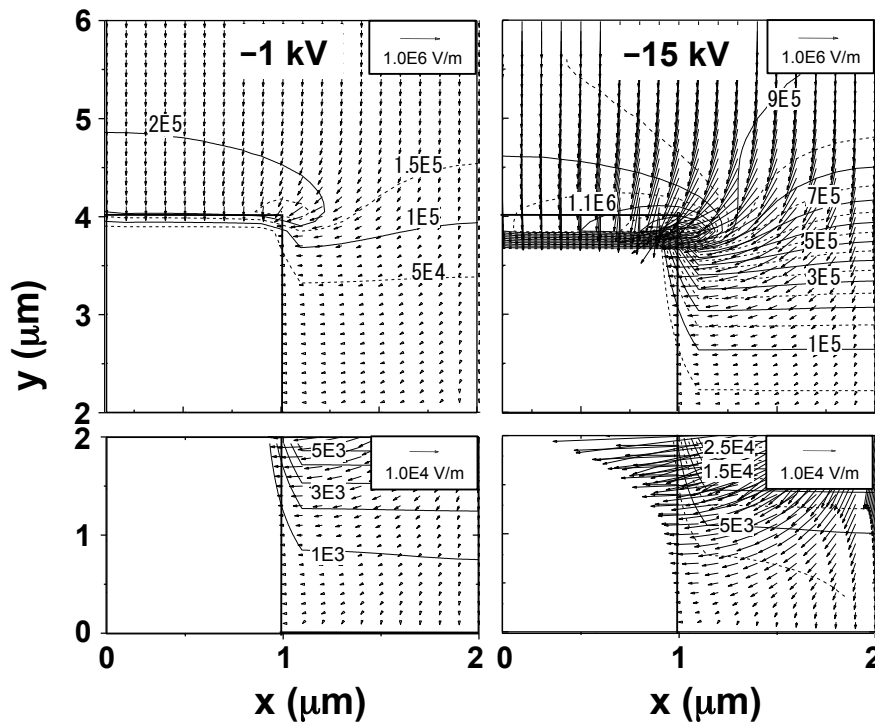 6
−1 kV
1.0E6 V/m
−15 kV
1.0E6 V/m
9E5
5
2E5
1.5E5
1.1E6
7E5
4
1E5
5E5
5E4
3E5
3
1E5
y (μm)
2
2
5E3
1.0E4 V/m
2.5E4
1.0E4 V/m
3E3
1.5E4
1
1E3
5E3
0
0 1 2 0 1 2
x (μm) x (μm)